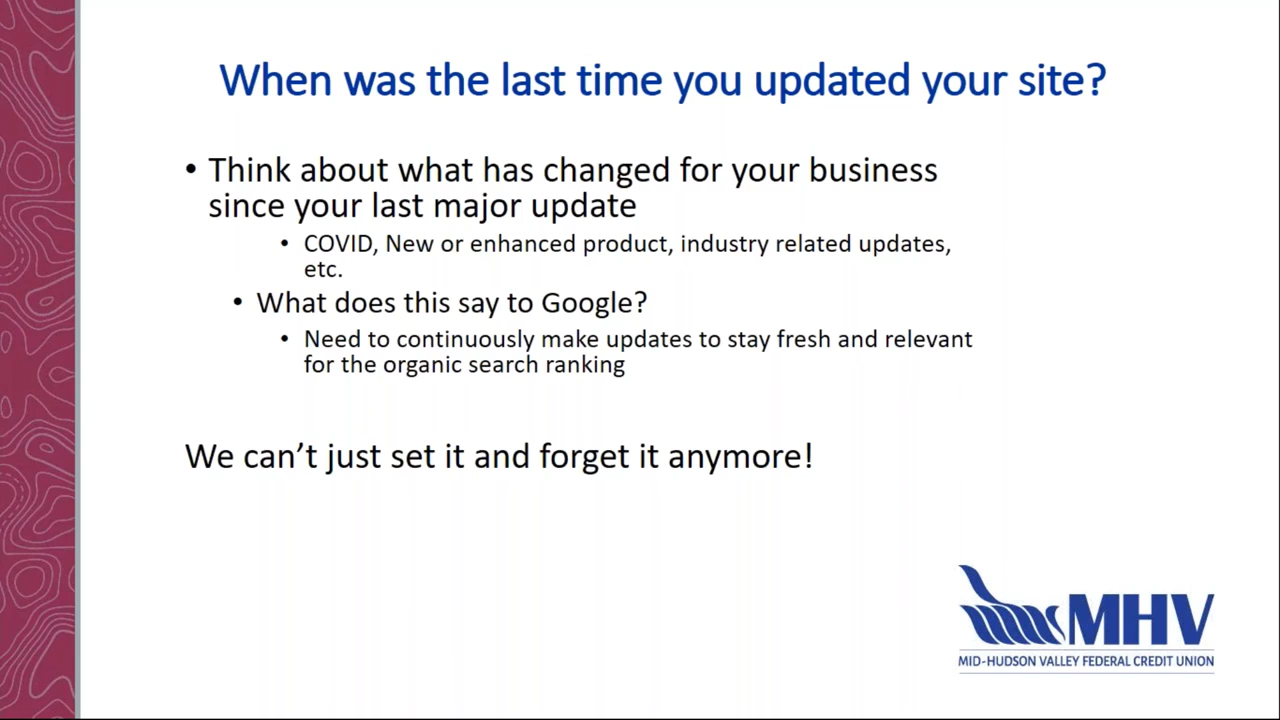 When was the last time you updated your site?
• Think about what has changed for your business
since your last major update
• COVID, New or enhanced product, industry related updates,
etc.
• What does this say to Google?
• Need to continuously make updates to stay fresh and relevant
for the organic search ranking
We can’t just set it and forget it anymore!
MHV
MID-HUDSON VALLEY FEDERAL CREDIT UNION